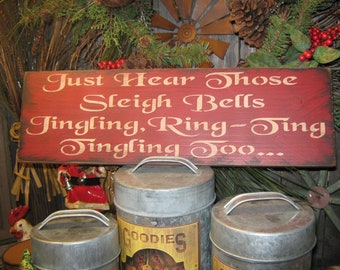 Just Hear Those
Sleigh Bells
Jingling, Ring-Ting
Tingling Too...
GOODIES